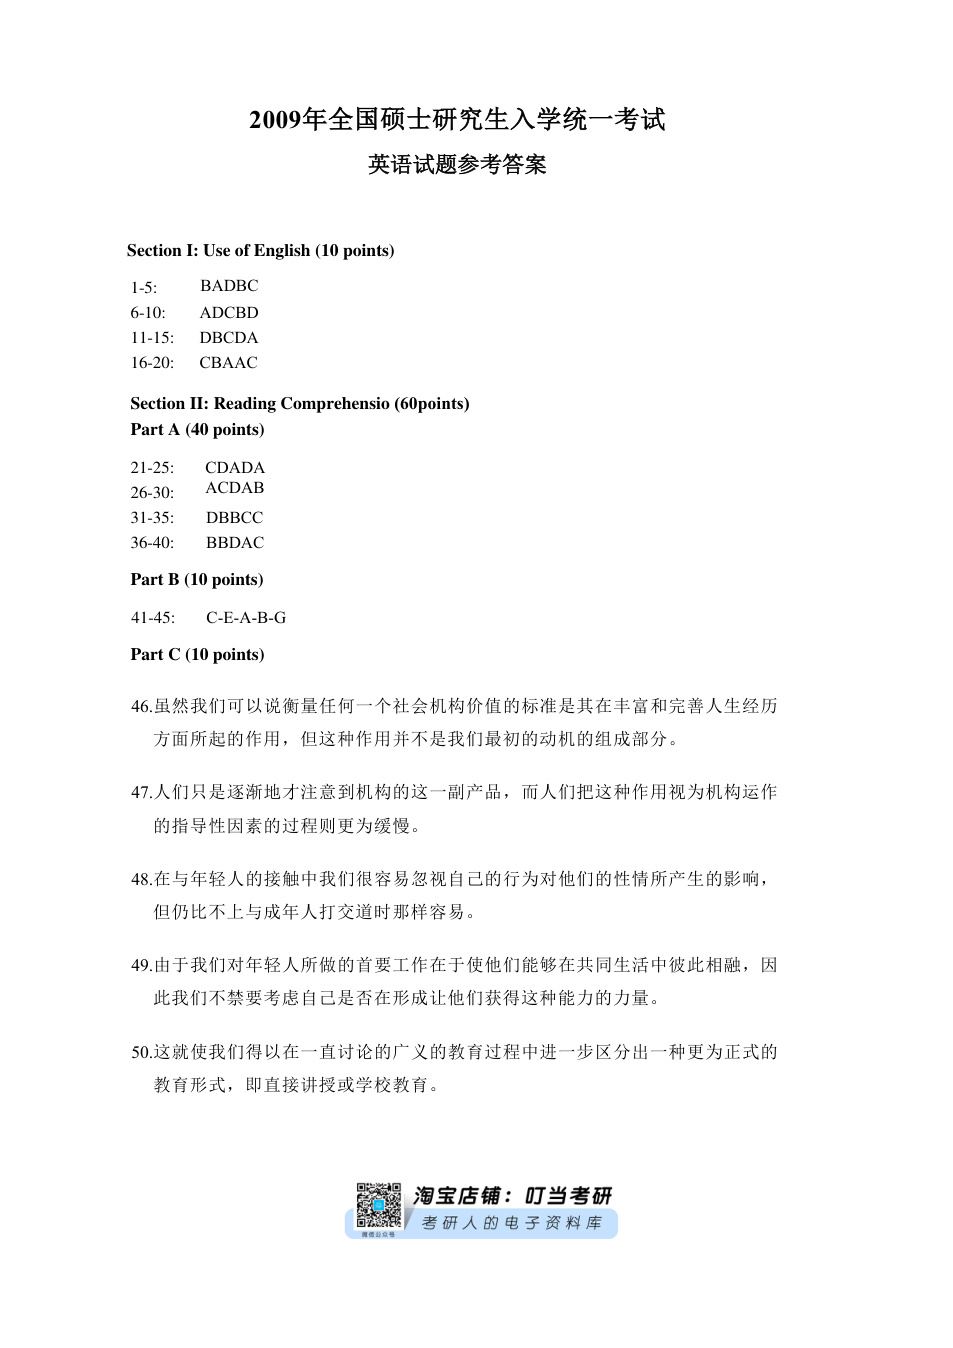 2009年全国硕士研究生入学统一考试
英语试题参考答案
Section I: Use of English (10 points)
1-5: BADBC
6-10: ADCBD
11-15: DBCDA
16-20: CBAAC
Section II: Reading Comprehensio (60points)
Part A (40 points)
21-25: CDADA
26-30: ACDAB
31-35: DBBCC
36-40: BBDAC
Part B (10 points)
41-45: C-E-A-B-G
Part C (10 points)
46.虽然我们可以说衡量任何一个社会机构价值的标准是其在丰富和完善人生经历
方面所起的作用，但这种作用并不是我们最初的动机的组成部分。
47.人们只是逐渐地才注意到机构的这一副产品，而人们把这种作用视为机构运作
的指导性因素的过程则更为缓慢。
48.在与年轻人的接触中我们很容易忽视自己的行为对他们的性情所产生的影响，
但仍比不上与成年人打交道时那样容易。
49.由于我们对年轻人所做的首要工作在于使他们能够在共同生活中彼此相融，因
此我们不禁要考虑自己是否在形成让他们获得这种能力的力量。
50.这就使我们得以在一直讨论的广义的教育过程中进一步区分出一种更为正式的
教育形式，即直接讲授或学校教育。
淘宝店铺：叮当考研
考研人的电子资料库
微信公众号